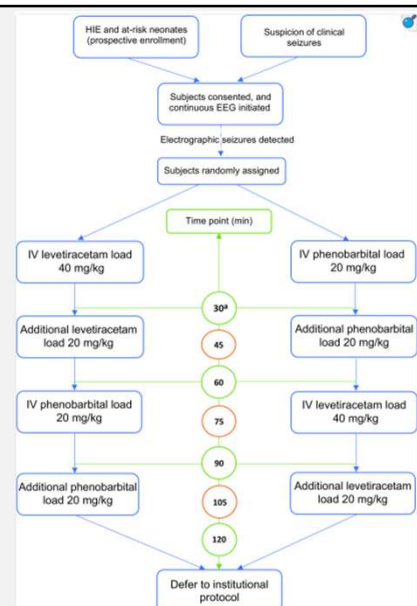 HIE and at-risk neonates
(prospective enrollment)
Suspicion of clinical
seizures
Subjects consented, and
continuous EEG initiated
Electrographic seizures detected
Subjects randomly assigned
Time point (min)
IV levetiracetam load
40 mg/kg
IV phenobarbital load
20 mg/kg
30ª
Additional levetiracetam
load 20 mg/kg
45
Additional phenobarbital
load 20 mg/kg
60
IV phenobarbital load
20 mg/kg
75
IV levetiracetam load
40 mg/kg
90
Additional phenobarbital
load 20 mg/kg
105
Additional levetiracetam
load 20 mg/kg
120
Defer to institutional
protocol